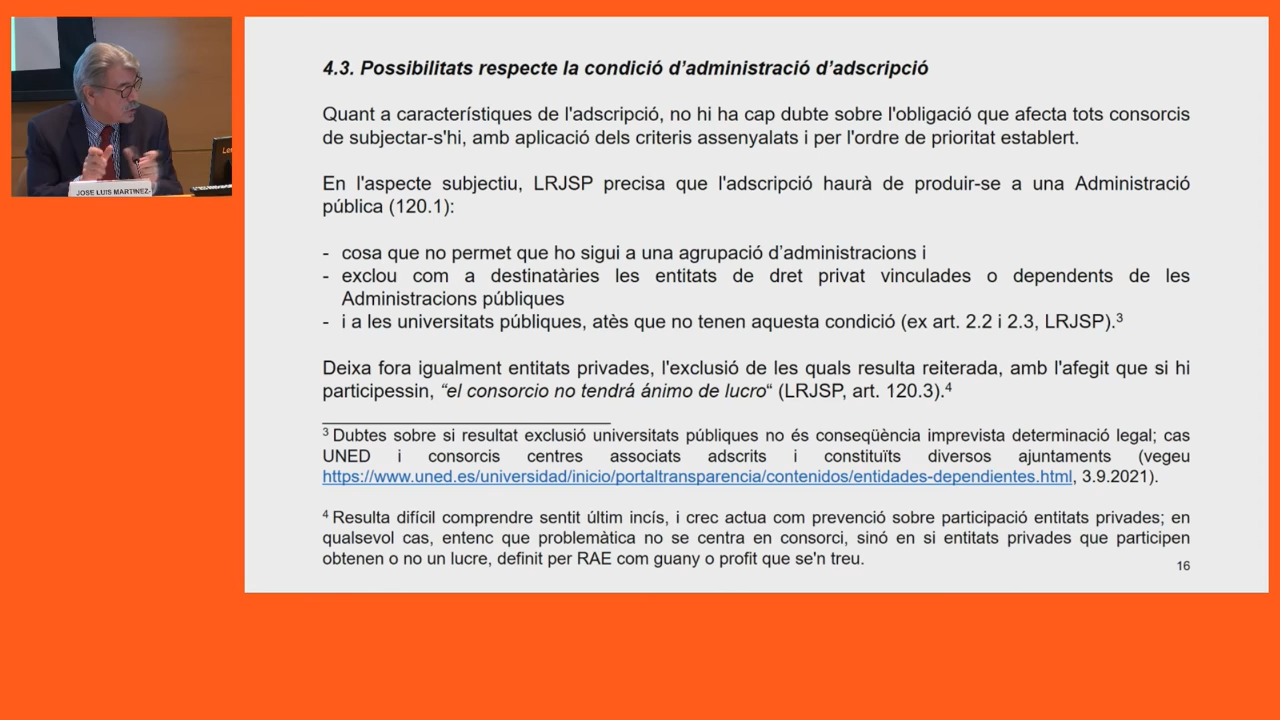 JOSE LUIS MARTINEZ-
4.3. Possibilitats respecte la condició d’administració d’adscripció
Quant a característiques de l'adscripció, no hi ha cap dubte sobre l'obligació que afecta tots consorcis
de subjectar-s'hi, amb aplicació dels criteris assenyalats i per l'ordre de prioritat establert.
En l'aspecte subjectiu, LRJSP precisa que l'adscripció haurà de produir-se a una Administració
pública (120.1):
- cosa que no permet que ho sigui a una agrupació d’administracions i
- exclou com a destinatàries les entitats de dret privat vinculades o dependents de les
Administracions públiques
- i a les universitats públiques, atès que no tenen aquesta condició (ex art. 2.2 i 2.3, LRJSP).³
Deixa fora igualment entitats privades, l'exclusió de les quals resulta reiterada, amb l'afegit que si hi
participessin, “el consorcio no tendrá ánimo de lucro“ (LRJSP, art. 120.3).⁴
³ Dubtes sobre si resultat exclusió universitats públiques no és conseqüència imprevista determinació legal; cas
UNED i consorcis centres associats adscrits i constituïts diversos ajuntaments (vegeu
https://www.uned.es/universidad/inicio/portaltransparencia/contenidos/entidades-dependientes.html, 3.9.2021).
⁴ Resulta difícil comprendre sentit últim incís, i crec actua com prevenció sobre participació entitats privades; en
qualsevol cas, entenc que problemàtica no se centra en consorci, sinó en si entitats privades que participen
obtenen o no un lucre, definit per RAE com guany o profit que se'n treu.
16